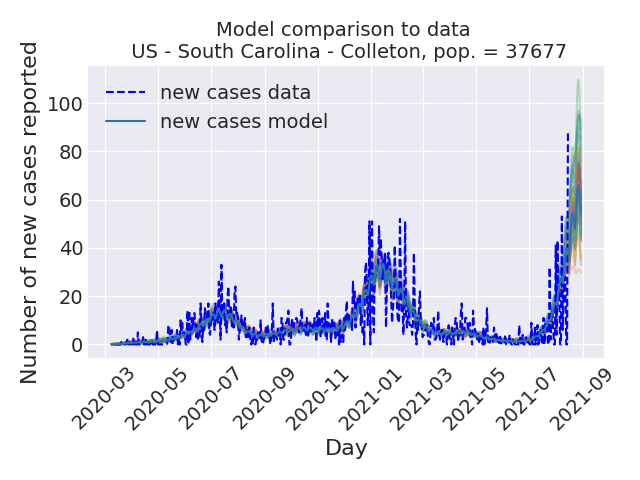 Model comparison to data
US - South Carolina - Colleton, pop. = 37677
Number of new cases reported
100
80
60
40
20
0
new cases data
new cases model
2020-03
2020-05
2020-07
2020-09
2020-11
2021-01
2021-03
2021-05
2021-07
2021-09
Day